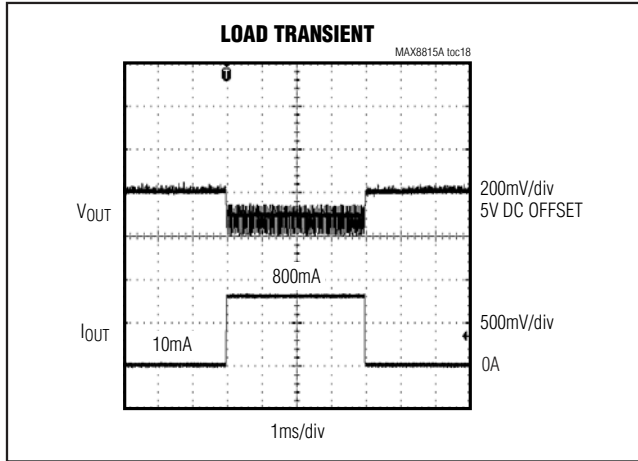 LOAD TRANSIENT
MAX8815A toc18
T
VOUT
200mV/div
5V DC OFFSET
800mA
IOUT
10mA
500mV/div
0A
1ms/div